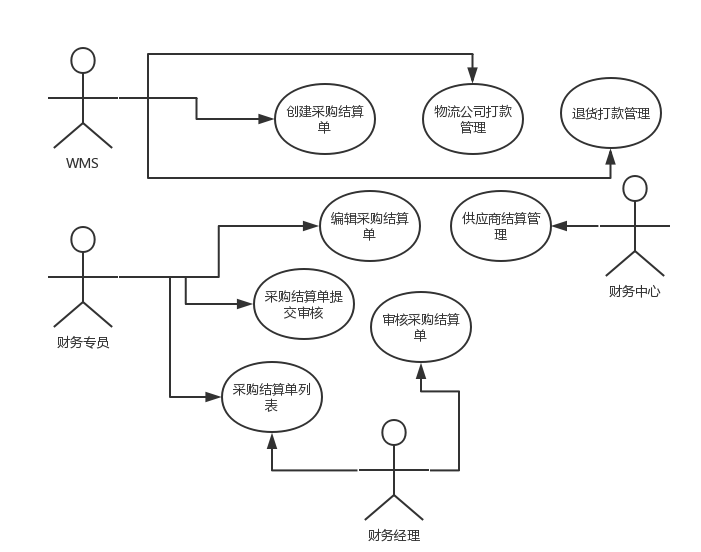 创建采购结算
单
物流公司打款
管理
退货打款管理
WMS
编辑采购结算
单
供应商结算管
理
采购结算单提
交审核
财务中心
审核采购结算
单
财务专员
采购结算单列
表
财务经理